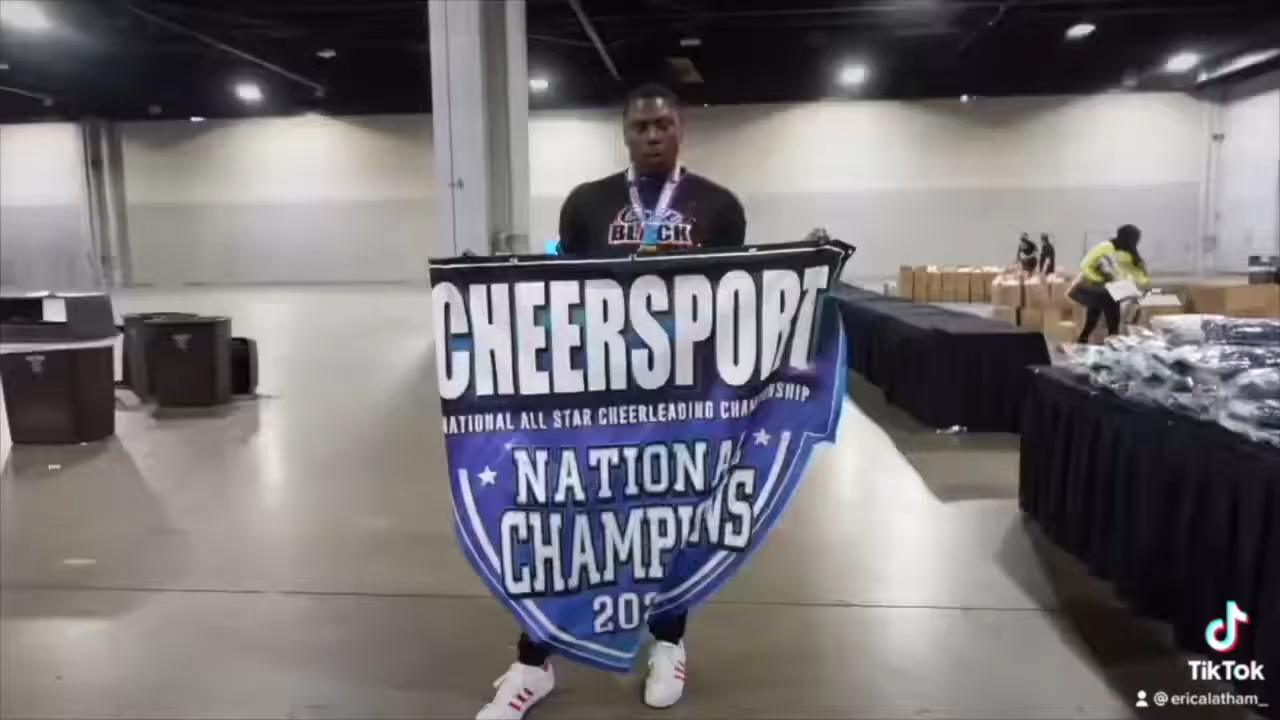 BLACK
CHEERSPORT
NATIONAL ALL STAR CHEERLEADING CHAMPIONSHIP
NATIONAL
CHAMPIONS
TikTok
@ericalatham_